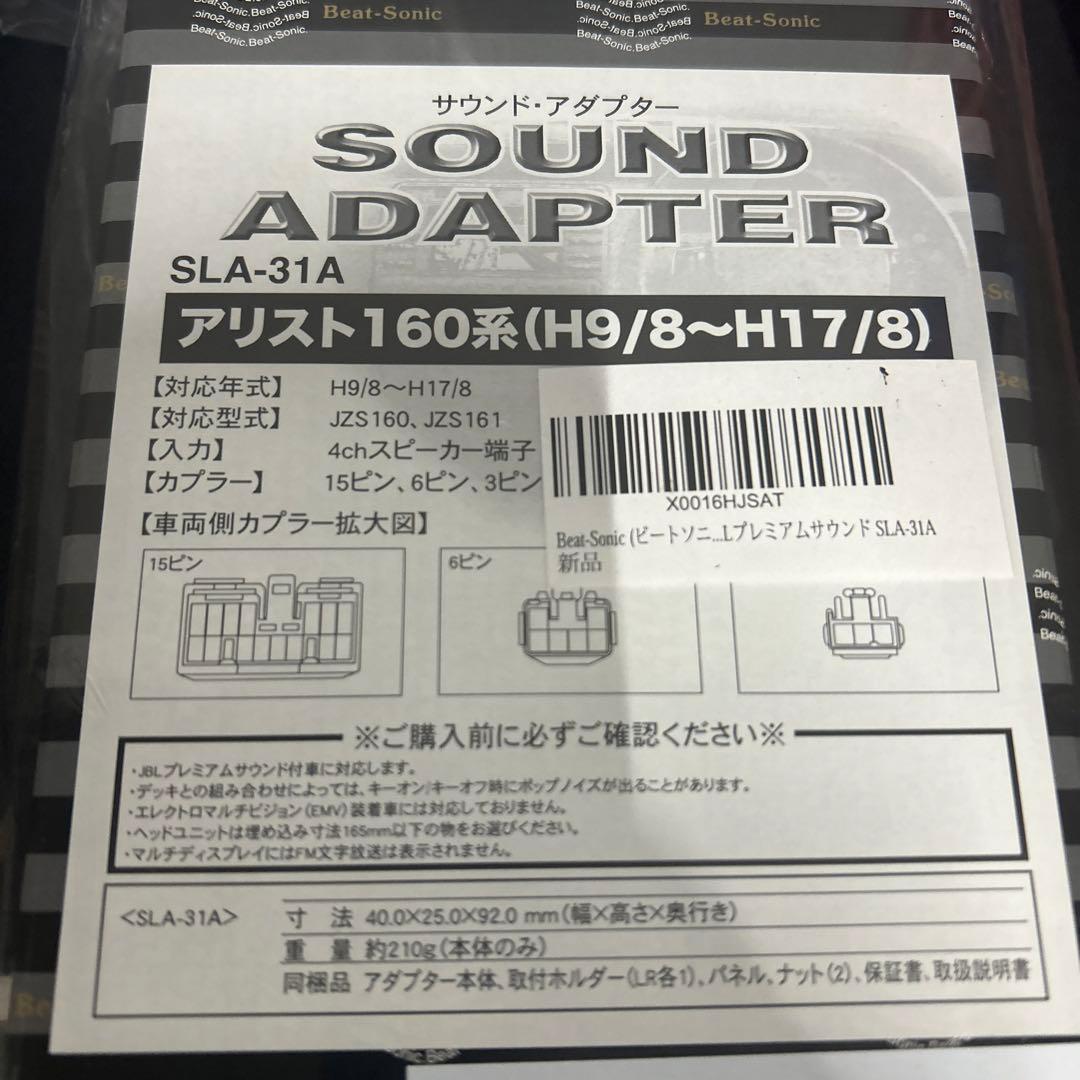 Beat-Sonic
Beat-Sonic
Beat-Sonic.Beat-Sonic.
Beat-Sonic.Beat-Sonic.
サウンド・アダプター
SOUND
ADAPTER
SLA-31A
アリスト160系(H9/8〜H17/8)
【対応年式】 H9/8〜H17/8
【対応型式】 JZS160、JZS161
【入力】 4chスピーカー端子
【カプラー】 15ピン、6ピン、3ピン
【車両側カプラー拡大図】
X0016HJSAT
Beat-Sonic (ビートソニ...Lプレミアムサウンド SLA-31A
新品
15ピン
6ピン
※ご購入前に必ずご確認ください※
・JBLプレミアムサウンド付車に対応します。
・デッキとの組み合わせによっては、キーオン/キーオフ時にポップノイズが出ることがあります。
・エレクトロマルチビジョン(EMV)装着車には対応しておりません。
・ヘッドユニットは埋め込み寸法165mm以下の物をお選びください。
・マルチディスプレイにはFM文字放送は表示されません。
<SLA-31A> 寸 法 40.0×25.0×92.0 mm(幅×高さ×奥行き)
重 量 約210g(本体のみ)
同梱品 アダプター本体、取付ホルダー(LR各1)、パネル、ナット(2)、保証書、取扱説明書